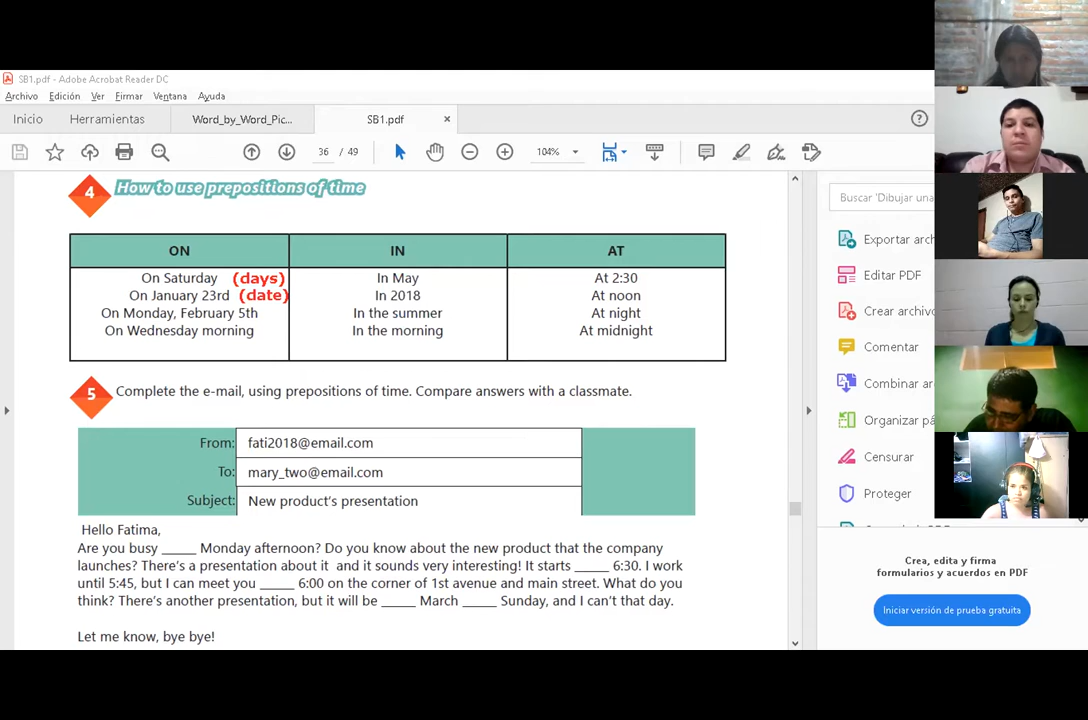 SB1.pdf - Adobe Acrobat Reader DC
Archivo Edición Ver Firmar Ventana Ayuda
Inicio Herramientas Word_by_Word_Pic... SB1.pdf ×
36 / 49 104%
4 How to use prepositions of time
ON IN AT
On Saturday (days) In May At 2:30
On January 23rd (date) In 2018 At noon
On Monday, February 5th In the summer At night
On Wednesday morning In the morning At midnight
5 Complete the e-mail, using prepositions of time. Compare answers with a classmate.
From: fati2018@email.com
To: mary_two@email.com
Subject: New product's presentation
Hello Fatima,
Are you busy _____ Monday afternoon? Do you know about the new product that the company
launches? There's a presentation about it and it sounds very interesting! It starts _____ 6:30. I work
until 5:45, but I can meet you _____ 6:00 on the corner of 1st avenue and main street. What do you
think? There's another presentation, but it will be _____ March _____ Sunday, and I can't that day.
Let me know, bye bye!
Buscar 'Dibujar una
Exportar arch
Editar PDF
Crear archivo
Comentar
Combinar ar
Organizar pá
Censurar
Proteger
Crea, edita y firma
formularios y acuerdos en PDF
Iniciar versión de prueba gratuita